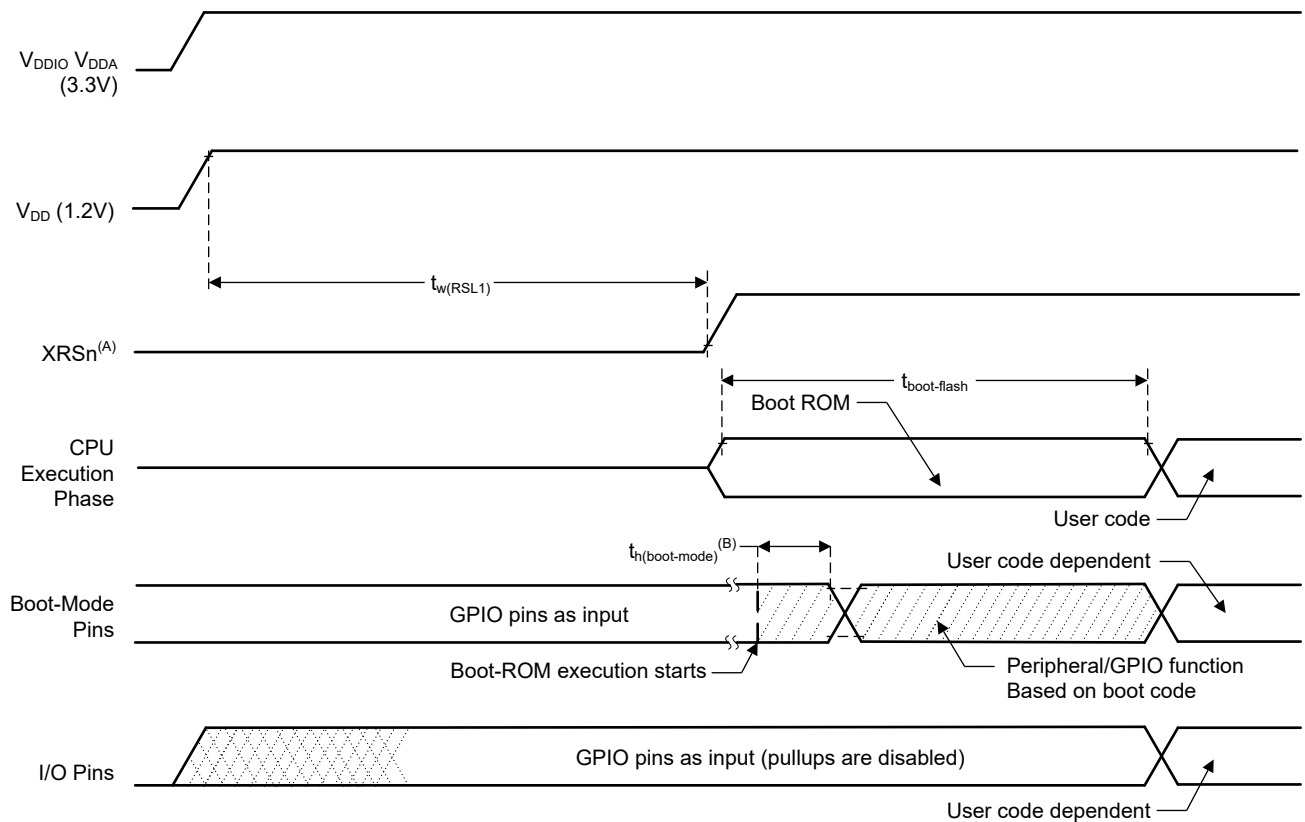 VDDIO VDDA
(3.3V)
VDD (1.2V)
tw(RSL1)
XRSn(A)
tboot-flash
Boot ROM
CPU
Execution
Phase
User code
th(boot-mode)(B)
User code dependent
Boot-Mode
Pins
GPIO pins as input
Boot-ROM execution starts
Peripheral/GPIO function
Based on boot code
I/O Pins
GPIO pins as input (pullups are disabled)
User code dependent